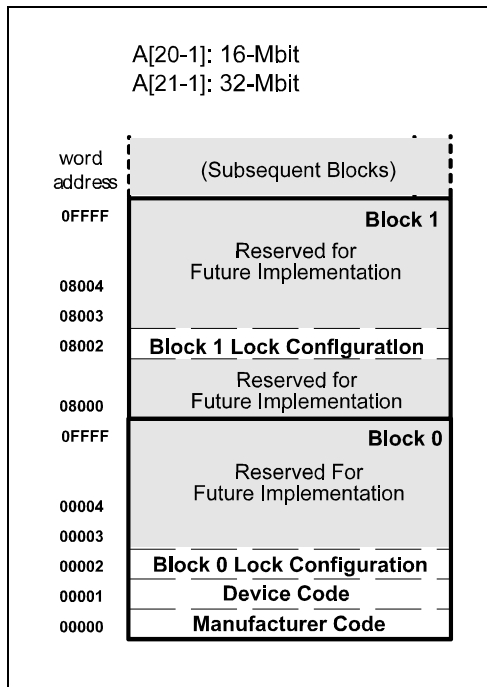 A[20-1]: 16-Mbit
A[21-1]: 32-Mbit
word
address
(Subsequent Blocks)
0FFFF
Block 1
Reserved for
Future Implementation
08004
08003
08002
Block 1 Lock Configuration
Reserved for
Future Implementation
08000
0FFFF
Block 0
Reserved For
Future Implementation
00004
00003
00002
Block 0 Lock Configuration
00001
Device Code
00000
Manufacturer Code